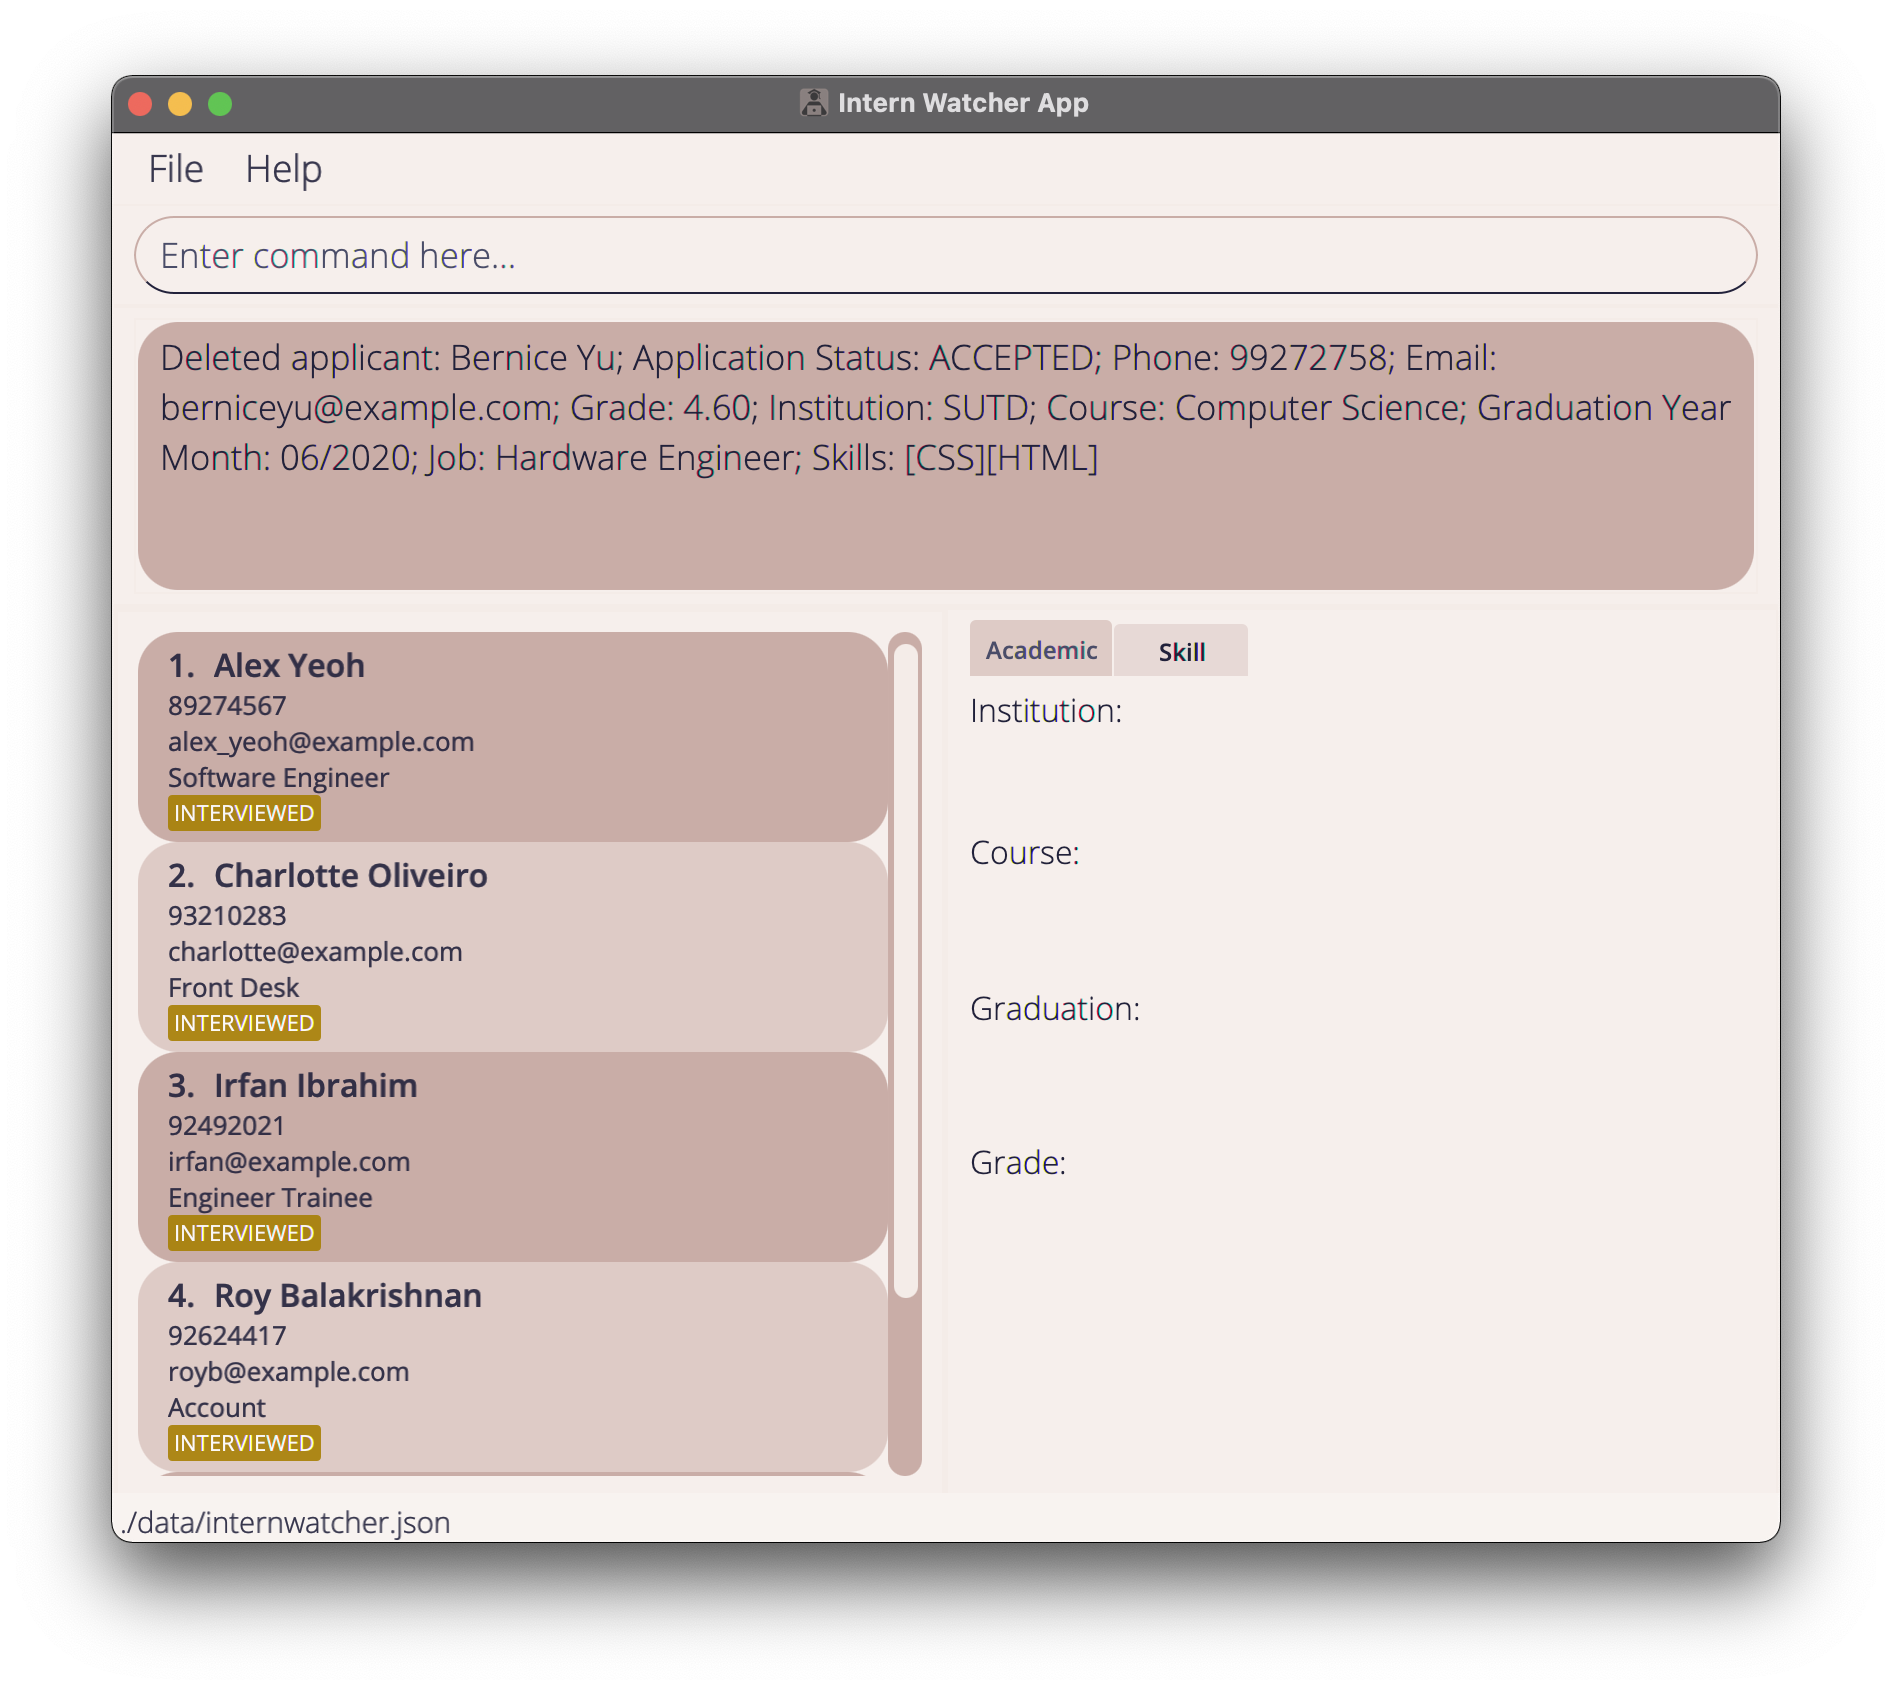 Intern Watcher App
File Help
Enter command here...
Deleted applicant: Bernice Yu; Application Status: ACCEPTED; Phone: 99272758; Email:
berniceyu@example.com; Grade: 4.60; Institution: SUTD; Course: Computer Science; Graduation Year
Month: 06/2020; Job: Hardware Engineer; Skills: [CSS][HTML]
1. Alex Yeoh
89274567
alex_yeoh@example.com
Software Engineer
INTERVIEWED
2. Charlotte Oliveiro
93210283
charlotte@example.com
Front Desk
INTERVIEWED
3. Irfan Ibrahim
92492021
irfan@example.com
Engineer Trainee
INTERVIEWED
4. Roy Balakrishnan
92624417
royb@example.com
Account
INTERVIEWED
Academic Skill
Institution:
Course:
Graduation:
Grade:
./data/internwatcher.json